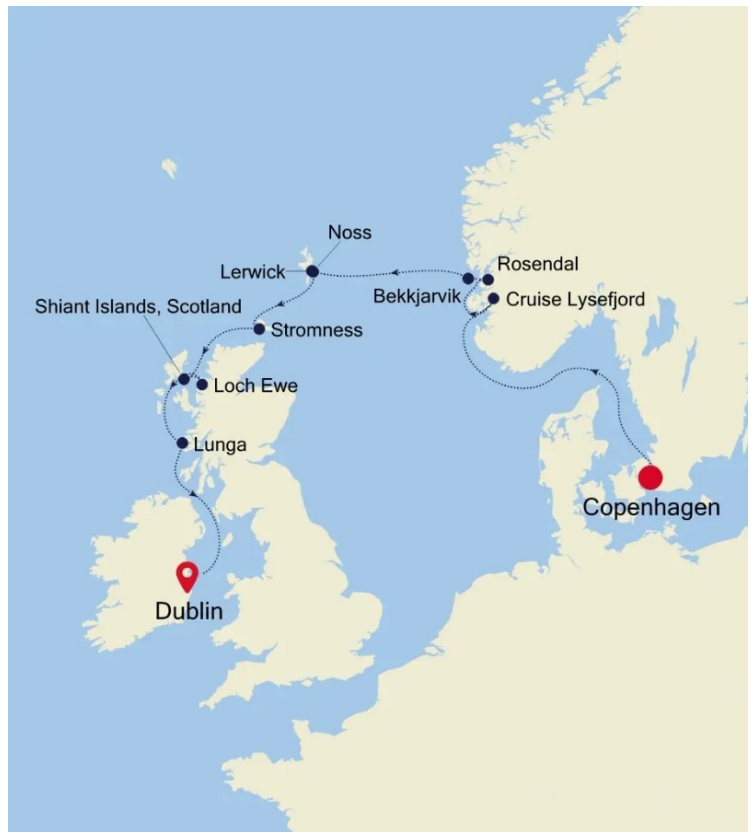 Noss
Lerwick
Rosendal
Bekkjarvik
Cruise Lysefjord
Shiant Islands, Scotland
Stromness
Loch Ewe
Lunga
Copenhagen
Dublin